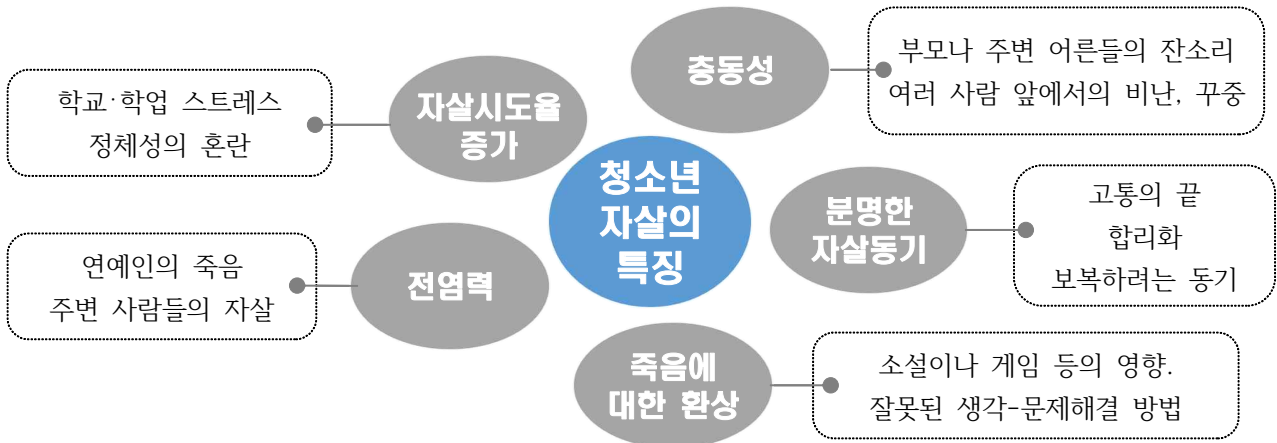 충동성
부모나 주변 어른들의 잔소리
여러 사람 앞에서의 비난, 꾸중
학교·학업 스트레스
정체성의 혼란
자살시도율
증가
청소년
자살의
특징
분명한
자살동기
고통의 끝
합리화
보복하려는 동기
연예인의 죽음
주변 사람들의 자살
전염력
죽음에
대한 환상
소설이나 게임 등의 영향.
잘못된 생각-문제해결 방법